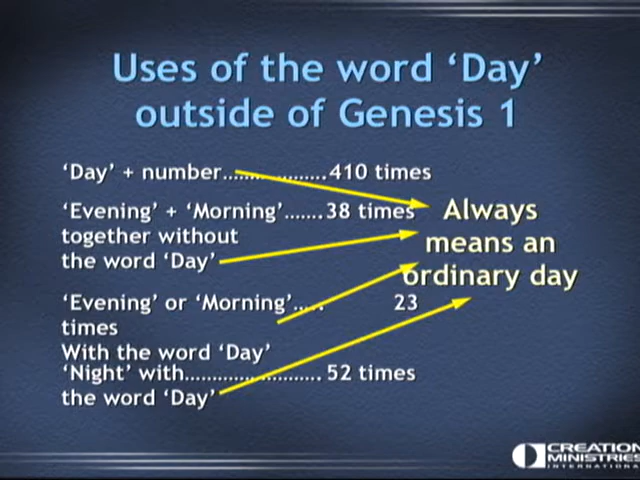 Uses of the word ‘Day’
outside of Genesis 1
‘Day’ + number..................410 times
‘Evening’ + ‘Morning’.......38 times
together without
the word ‘Day’
‘Evening’ or ‘Morning’..... 23
times
With the word ‘Day’
‘Night’ with........................ 52 times
the word ‘Day’
Always
means an
ordinary day
CREATION
MINISTRIES
INTERNATIONAL